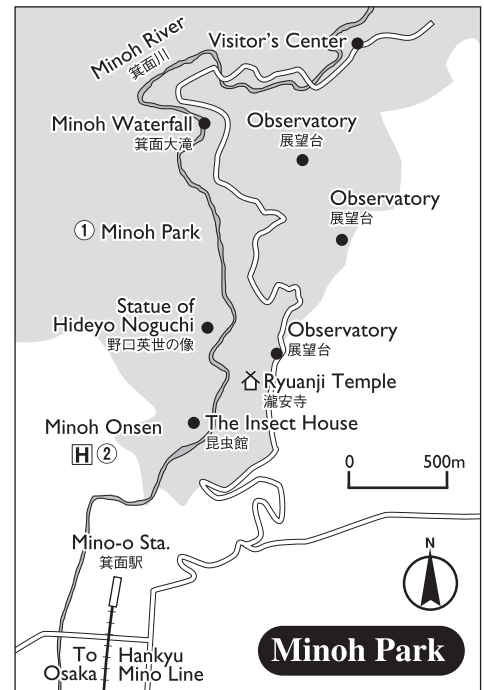 Minoh River
箕面川
Visitor's Center
Minoh Waterfall
箕面大滝
Observatory
展望台
Observatory
展望台
① Minoh Park
Statue of
Hideyo Noguchi
野口英世の像
Observatory
展望台
Ryuanji Temple
瀧安寺
Minoh Onsen
H ②
The Insect House
昆虫館
0 500m
Mino-o Sta.
箕面駅
N
Minoh Park
To
Osaka
Hankyu
Mino Line